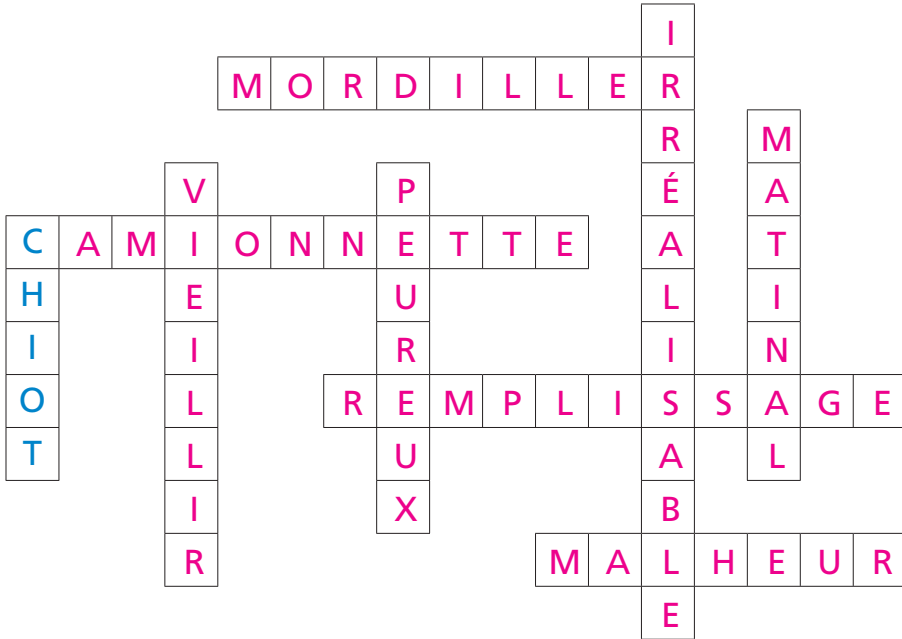 IRRÉALISABLE
MORDILLER
MATINAL
VIEILLIR
PEUREUX
CAMIONNETTE
CHIOT
REMPLISSAGE
MALHEUR